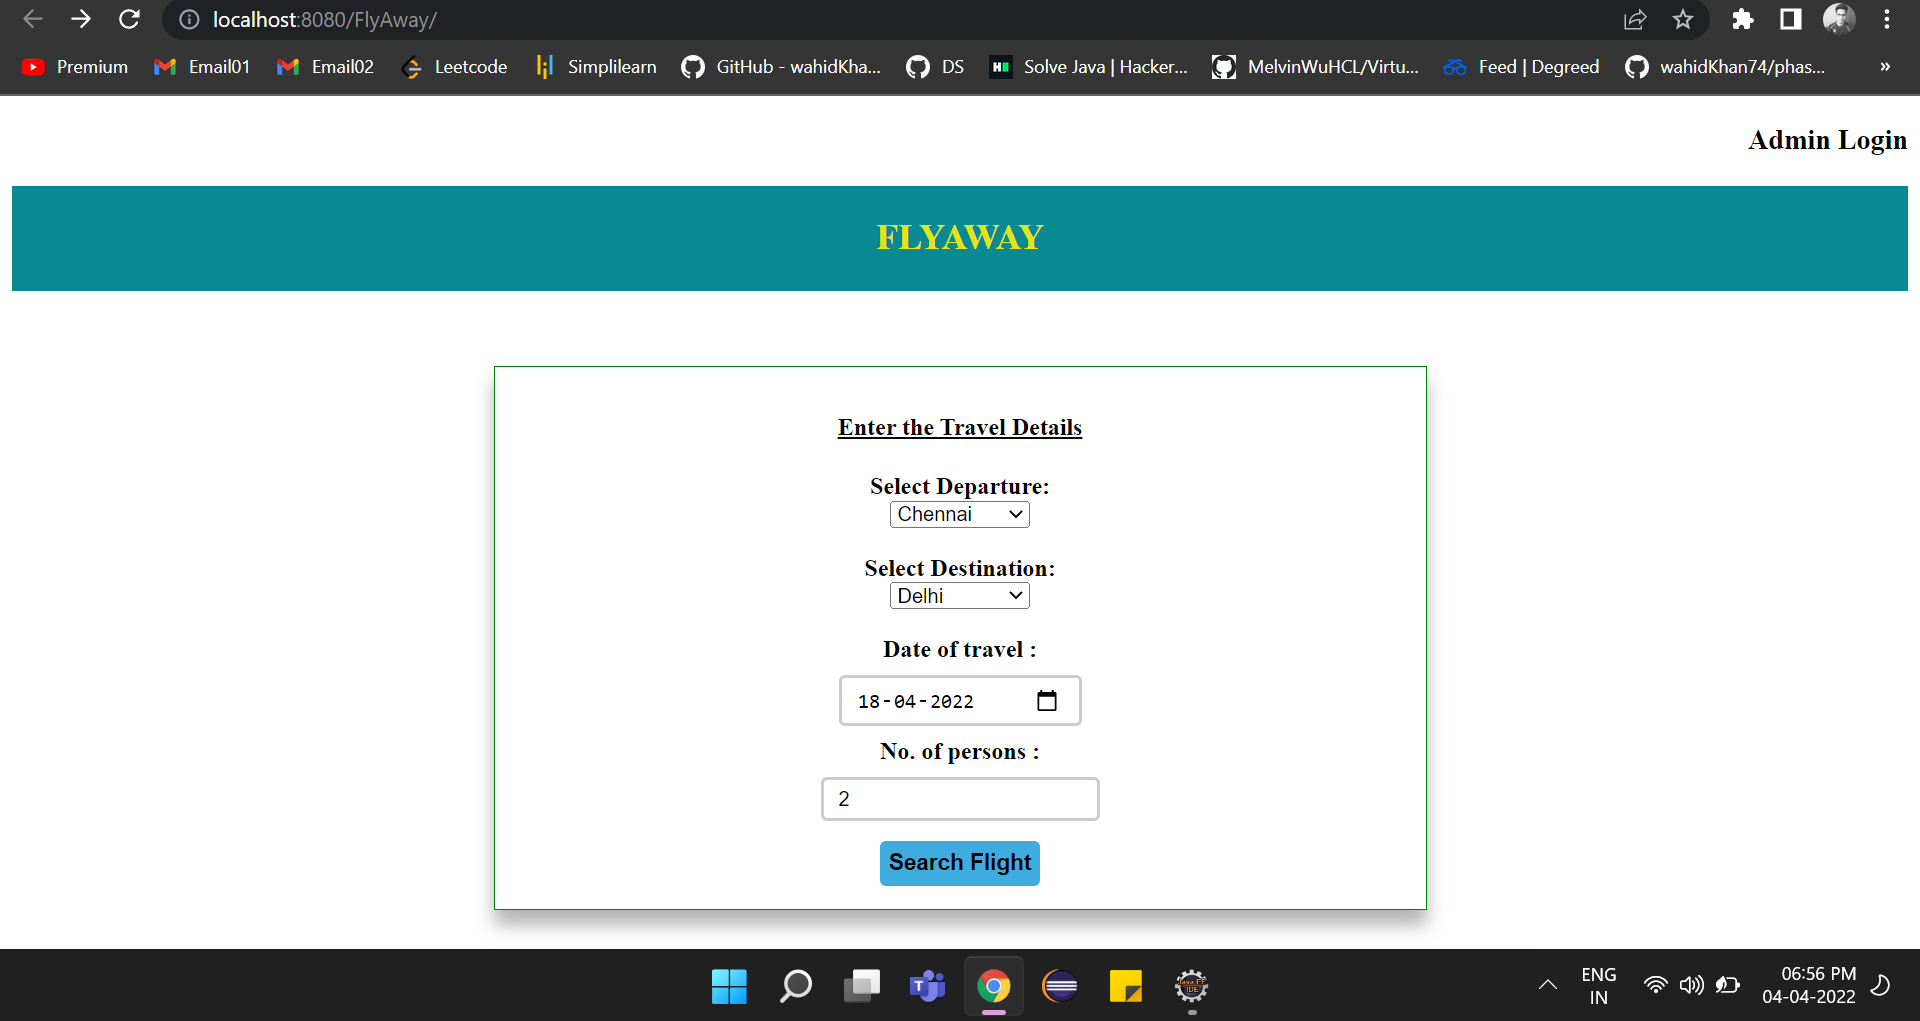 localhost:8080/FlyAway/
Premium Email01 Email02 Leetcode Simplilearn GitHub - wahidKha... DS Solve Java | Hacker... MelvinWuHCL/Virtu... Feed | Degreed wahidKhan74/phas... »
Admin Login
FLYAWAY
Enter the Travel Details
Select Departure:
Chennai
Select Destination:
Delhi
Date of travel :
18-04-2022
No. of persons :
2
Search Flight
ENG
IN
06:56 PM
04-04-2022